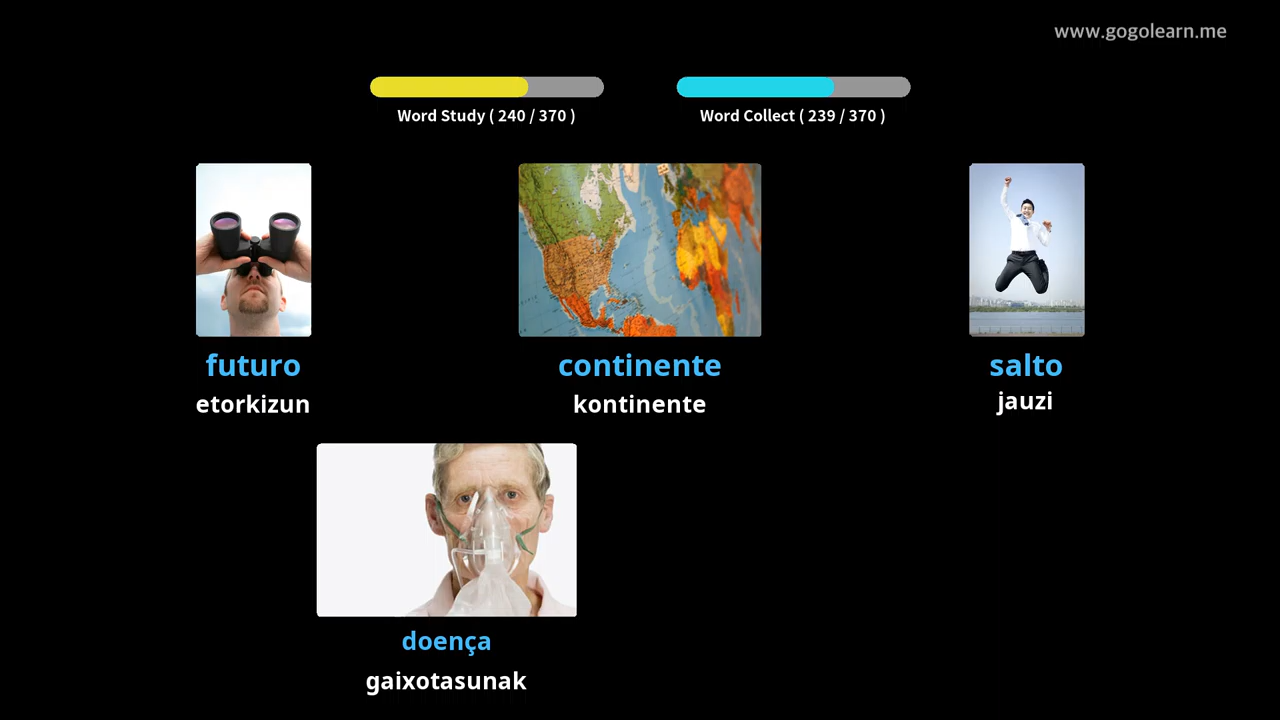 www.gogolearn.me
Word Study ( 240 / 370 )
Word Collect ( 239 / 370 )
futuro
etorkizun
continente
kontinente
salto
jauzi
doença
gaixotasunak